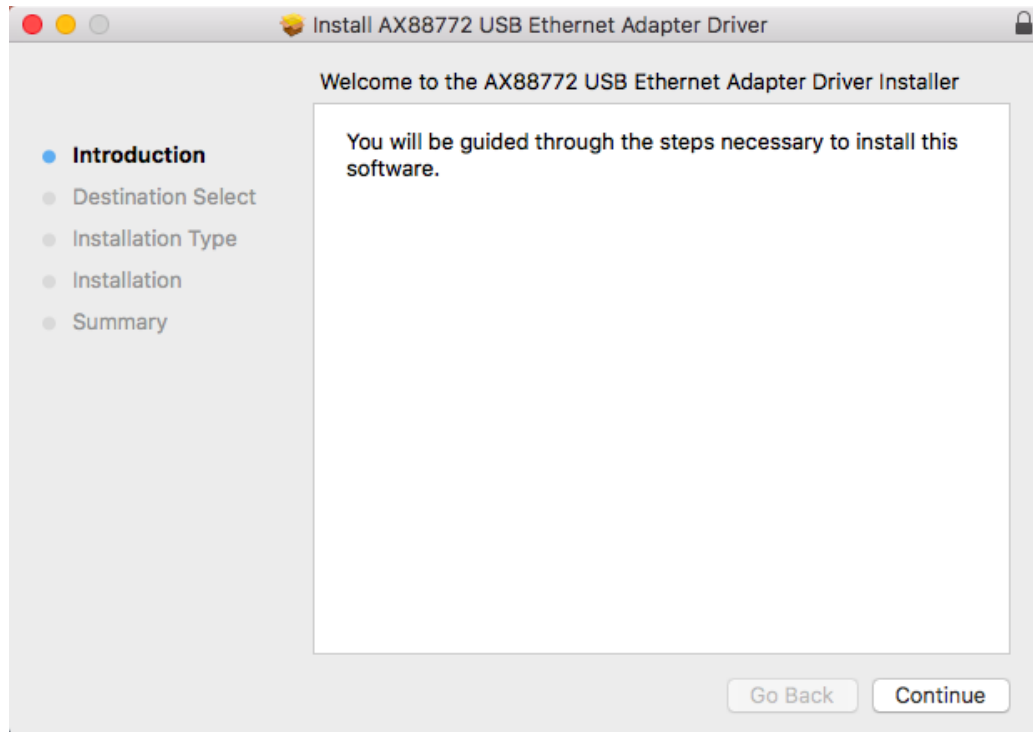 Install AX88772 USB Ethernet Adapter Driver
Welcome to the AX88772 USB Ethernet Adapter Driver Installer
Introduction
Destination Select
Installation Type
Installation
Summary
You will be guided through the steps necessary to install this
software.
Go Back
Continue